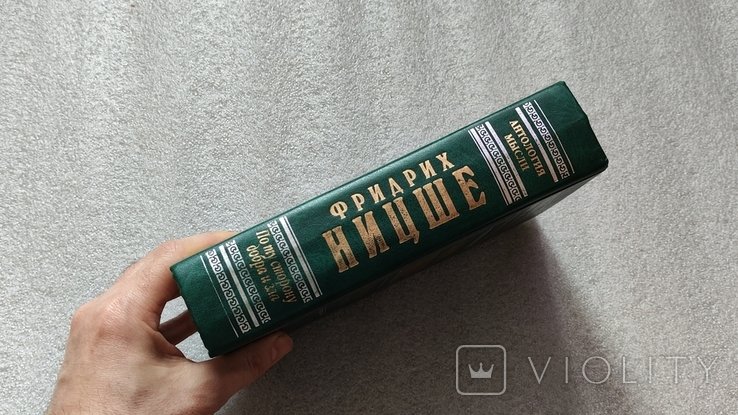 АНТОЛОГИЯ
МЫСЛИ
ФРИДРИХ
НИЦШЕ
По ту сторону
добра и зла
VIOLITY